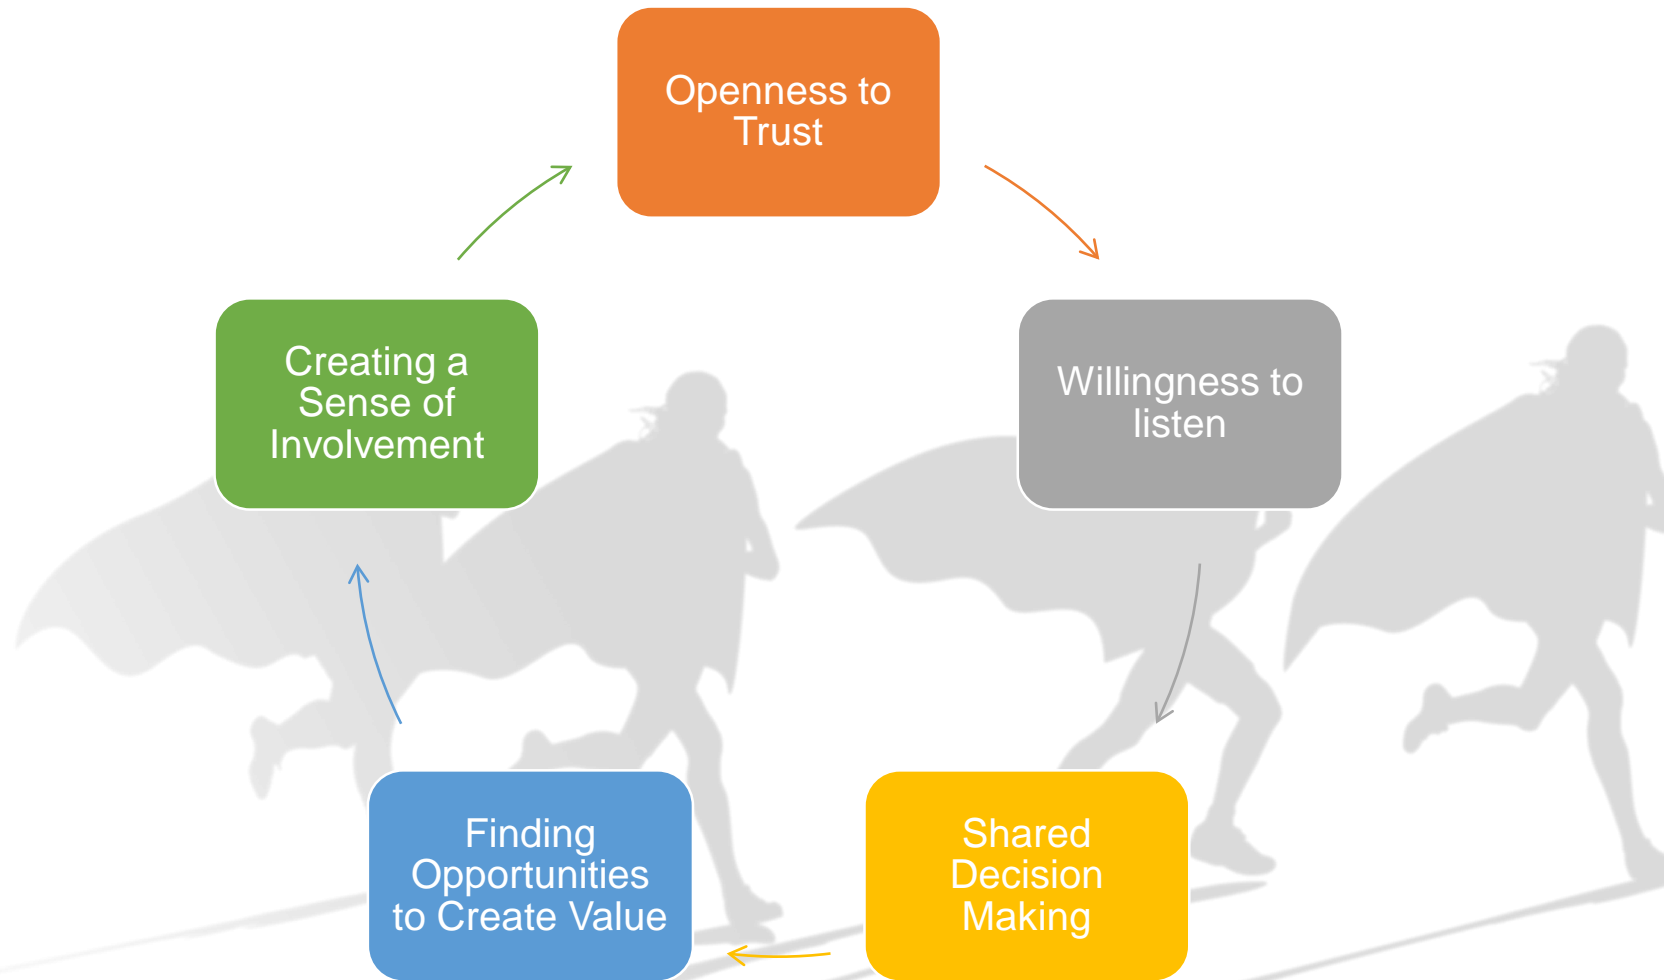 Openness to
Trust
Willingness to
listen
Shared
Decision
Making
Finding
Opportunities
to Create Value
Creating a
Sense of
Involvement